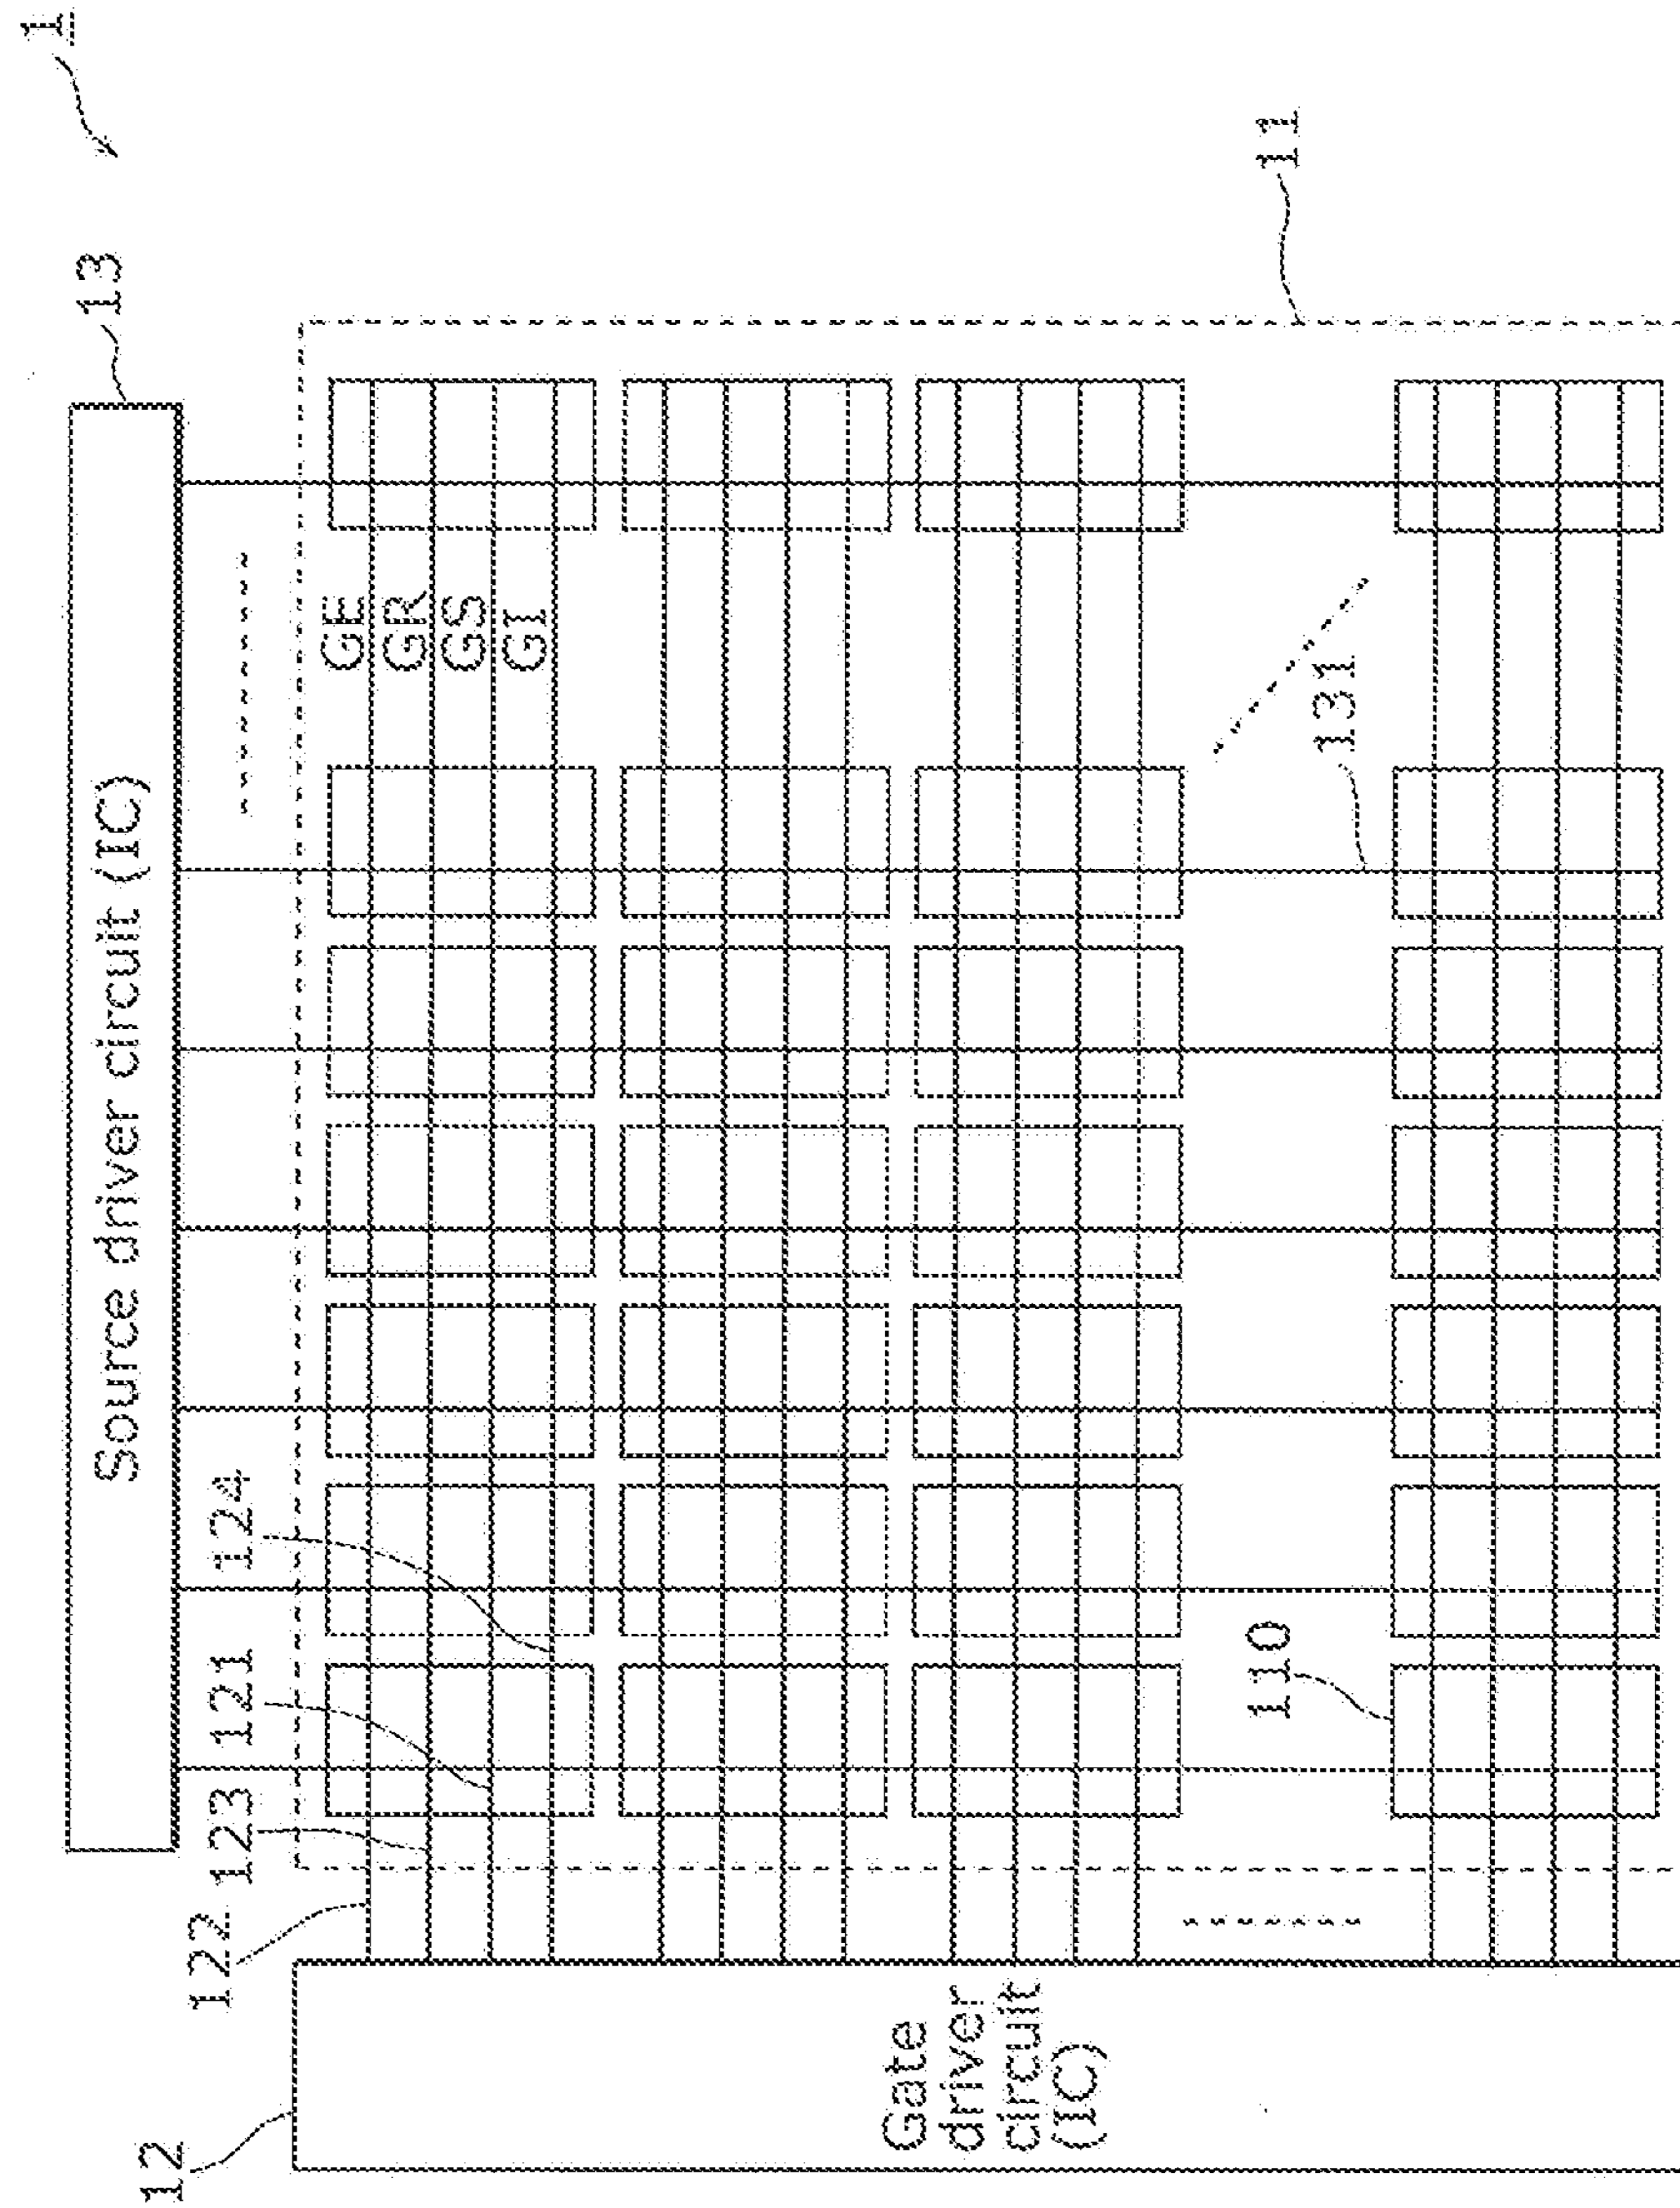 1
13
Source driver circuit (IC)
12
122
123
121
124
GE
GR
GS
GI
11
131
110
Gate
driver
circuit
(IC)